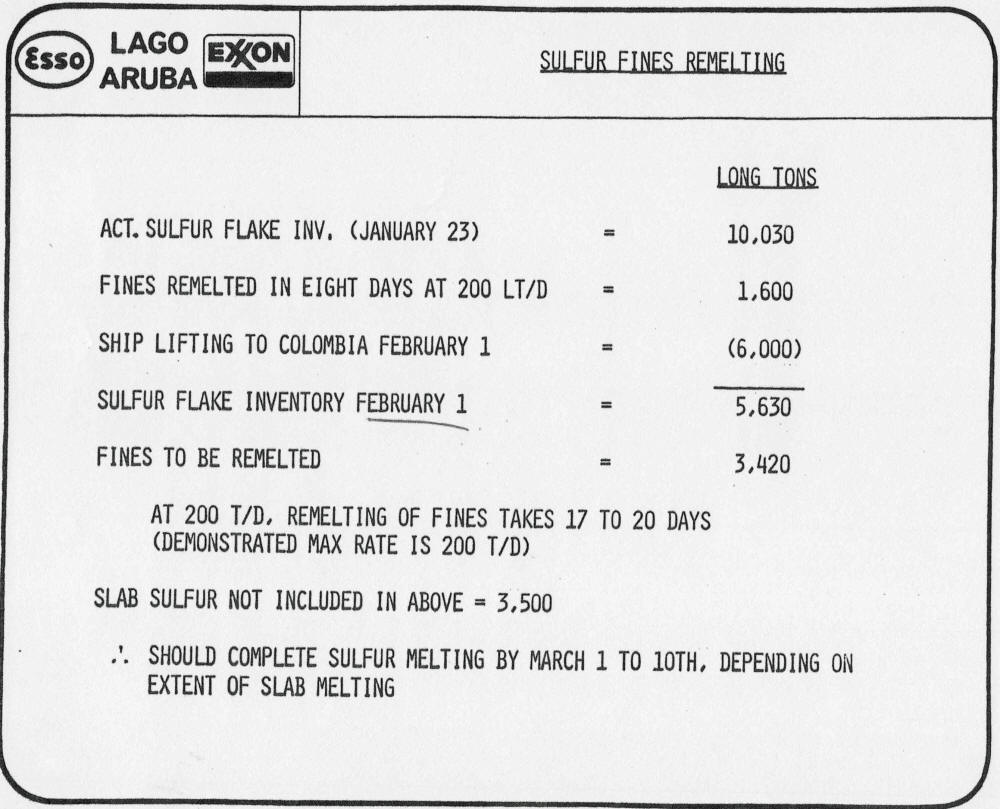 Esso
LAGO
ARUBA
EXXON
SULFUR FINES REMELTING
LONG TONS
ACT. SULFUR FLAKE INV. (JANUARY 23) = 10,030
FINES REMELTED IN EIGHT DAYS AT 200 LT/D = 1,600
SHIP LIFTING TO COLOMBIA FEBRUARY 1 = (6,000)
SULFUR FLAKE INVENTORY FEBRUARY 1 = 5,630
FINES TO BE REMELTED = 3,420
AT 200 T/D, REMELTING OF FINES TAKES 17 TO 20 DAYS
(DEMONSTRATED MAX RATE IS 200 T/D)
SLAB SULFUR NOT INCLUDED IN ABOVE = 3,500
∴ SHOULD COMPLETE SULFUR MELTING BY MARCH 1 TO 10TH, DEPENDING ON
EXTENT OF SLAB MELTING